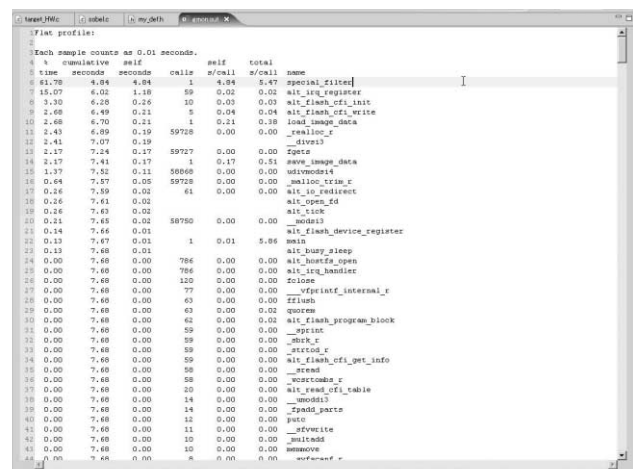 target_HW.c sobel.c my_def.h gmon.out
1 Flat profile:
2
3 Each sample counts as 0.01 seconds.
4 % cumulative self self total
5 time seconds seconds calls s/call s/call name
6 61.78 4.84 4.84 1 4.84 5.47 special_filter
7 15.07 6.02 1.18 59 0.02 0.02 alt_irq_register
8 3.30 6.28 0.26 10 0.03 0.03 alt_flash_cfi_init
9 2.68 6.49 0.21 5 0.04 0.04 alt_flash_cfi_write
10 2.68 6.70 0.21 1 0.21 0.38 load_image_data
11 2.43 6.89 0.19 59728 0.00 0.00 _realloc_r
12 2.41 7.07 0.19 __divsi3
13 2.17 7.24 0.17 59727 0.00 0.00 fgets
14 2.17 7.41 0.17 1 0.17 0.51 save_image_data
15 1.37 7.52 0.11 58868 0.00 0.00 udivmodsi4
16 0.64 7.57 0.05 59728 0.00 0.00 _malloc_trim_r
17 0.26 7.59 0.02 61 0.00 0.00 alt_io_redirect
18 0.26 7.61 0.02 alt_open_fd
19 0.26 7.63 0.02 alt_tick
20 0.21 7.65 0.02 58750 0.00 0.00 __modsi3
21 0.14 7.66 0.01 alt_flash_device_register
22 0.13 7.67 0.01 1 0.01 5.86 main
23 0.13 7.68 0.01 alt_busy_sleep
24 0.00 7.68 0.00 786 0.00 0.00 alt_hostfs_open
25 0.00 7.68 0.00 786 0.00 0.00 alt_irq_handler
26 0.00 7.68 0.00 120 0.00 0.00 fclose
27 0.00 7.68 0.00 77 0.00 0.00 ___vfprintf_internal_r
28 0.00 7.68 0.00 63 0.00 0.00 fflush
29 0.00 7.68 0.00 63 0.00 0.02 quorem
30 0.00 7.68 0.00 62 0.00 0.02 alt_flash_program_block
31 0.00 7.68 0.00 59 0.00 0.00 __sprint
32 0.00 7.68 0.00 59 0.00 0.00 _sbrk_r
33 0.00 7.68 0.00 59 0.00 0.00 _strtod_r
34 0.00 7.68 0.00 59 0.00 0.00 alt_flash_cfi_get_info
35 0.00 7.68 0.00 58 0.00 0.00 __sread
36 0.00 7.68 0.00 58 0.00 0.00 _wcsrtombs_r
37 0.00 7.68 0.00 20 0.00 0.00 alt_read_cfi_table
38 0.00 7.68 0.00 14 0.00 0.00 __umoddi3
39 0.00 7.68 0.00 14 0.00 0.00 _fpadd_parts
40 0.00 7.68 0.00 12 0.00 0.00 putc
41 0.00 7.68 0.00 11 0.00 0.00 __sfvwrite
42 0.00 7.68 0.00 10 0.00 0.00 _multadd
43 0.00 7.68 0.00 10 0.00 0.00 memmove
44 0.00 7.68 0.00 8 0.00 0.00